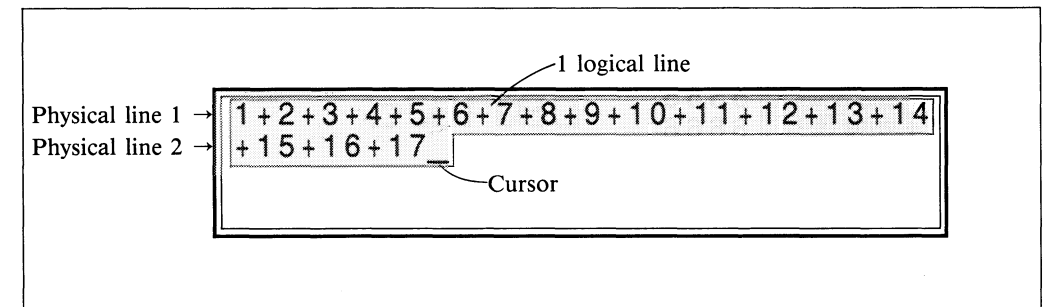 1 logical line
Physical line 1 → 1+2+3+4+5+6+7+8+9+10+11+12+13+14
Physical line 2 → +15+16+17_
Cursor